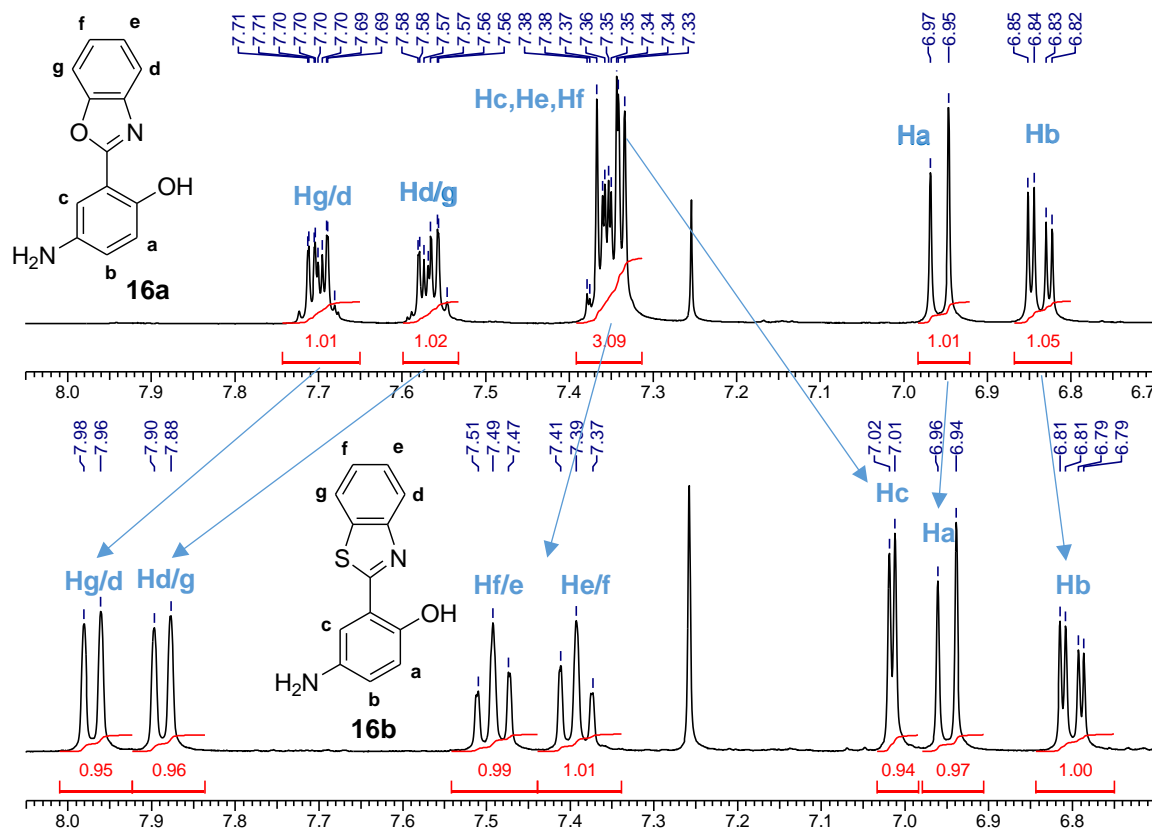 7.71 7.71 7.70 7.70 7.70 7.70 7.69 7.69 7.58 7.58 7.57 7.57 7.56 7.56 7.38 7.38 7.37 7.36 7.35 7.35 7.34 7.34 7.33 6.97 6.95 6.85 6.84 6.83 6.82
f e
g d
O N
c OH
H2N a
b
16a
Hg/d Hd/g Hc,He,Hf Ha Hb
1.01 1.02 3.09 1.01 1.05
8.0 7.9 7.8 7.7 7.6 7.5 7.4 7.3 7.2 7.1 7.0 6.9 6.8 6.7
7.98 7.96 7.90 7.88 7.51 7.49 7.47 7.41 7.39 7.37 7.02 7.01 6.96 6.94 6.81 6.81 6.79 6.79
f e
g d
S N
c OH
H2N a
b
16b
Hg/d Hd/g Hf/e He/f Hc Ha Hb
0.95 0.96 0.99 1.01 0.94 0.97 1.00
8.0 7.9 7.8 7.7 7.6 7.5 7.4 7.3 7.2 7.1 7.0 6.9 6.8